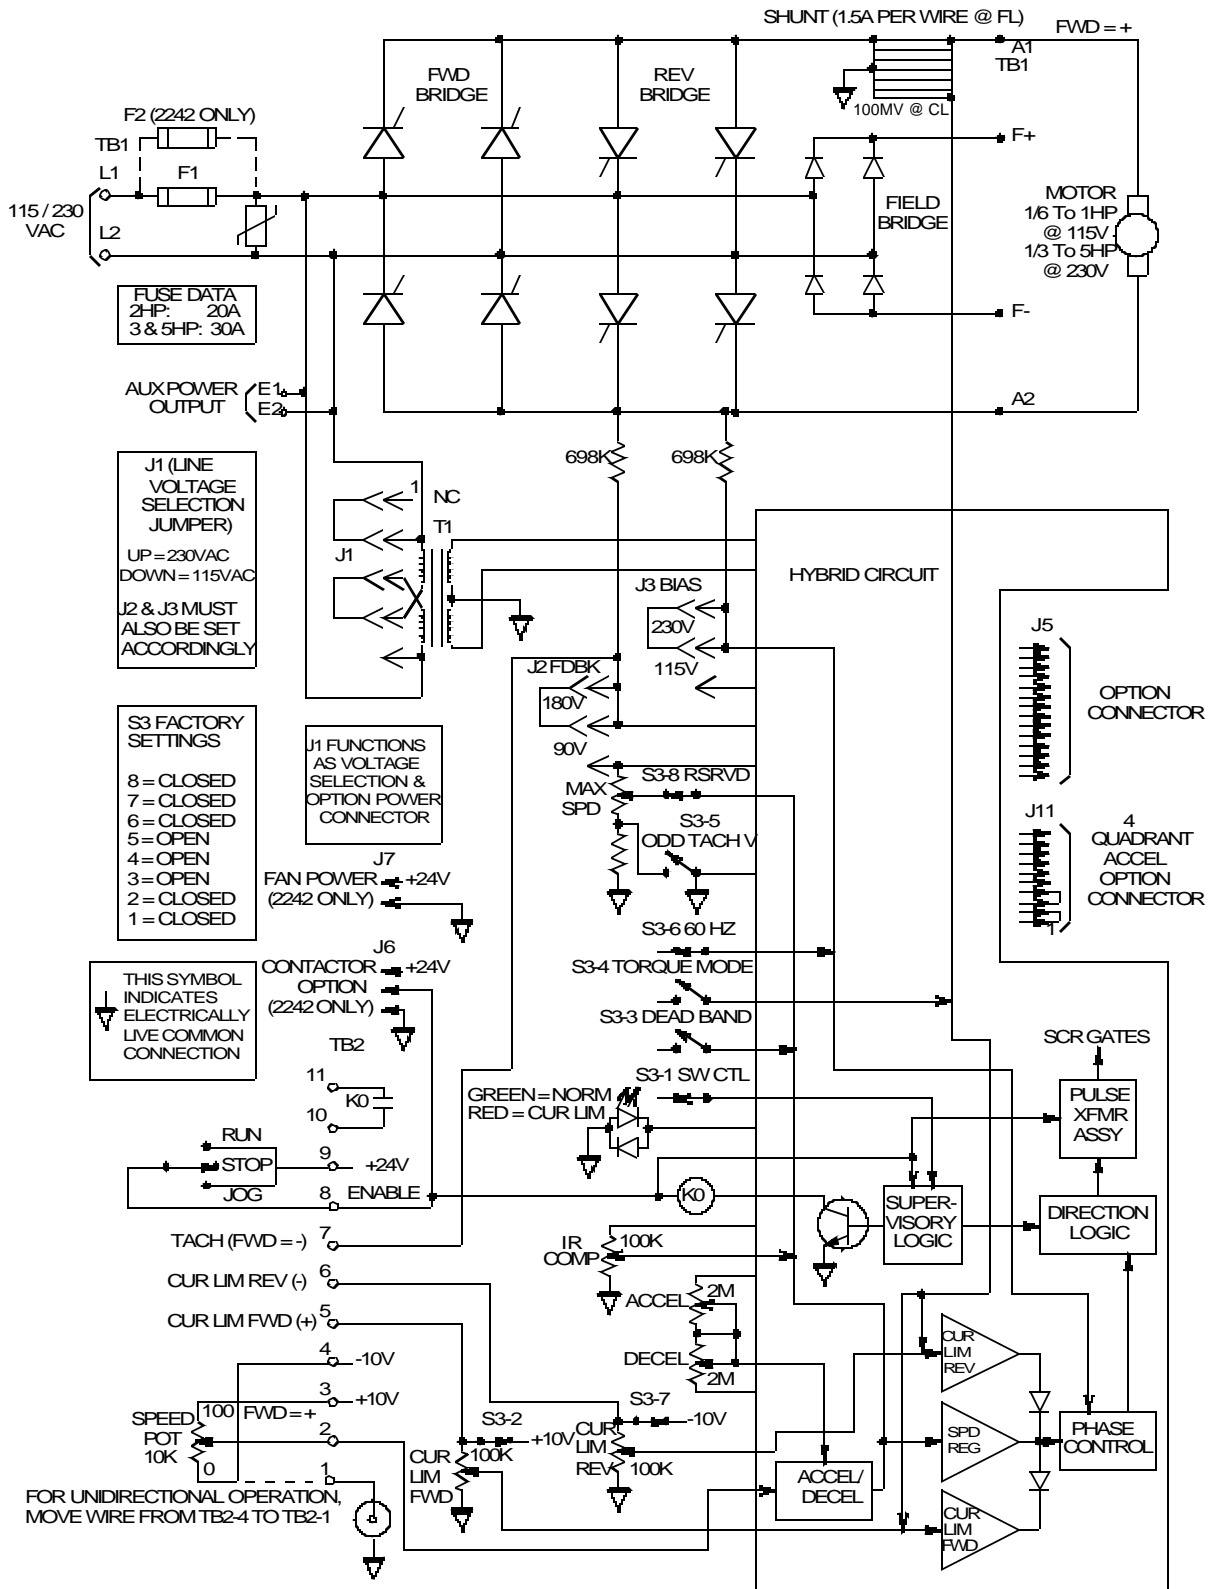 SHUNT (1.5A PER WIRE @ FL)
FWD = +
A1
TB1
FWD
BRIDGE
REV
BRIDGE
100MV @ CL
F2 (2242 ONLY)
TB1
L1
F1
F+
115 / 230
VAC
L2
FIELD
BRIDGE
MOTOR
1/6 To 1HP
@ 115V
1/3 To 5HP
@ 230V
FUSE DATA
2HP: 20A
3 & 5HP: 30A
F-
AUX POWER
OUTPUT
E1
E2
A2
698K
698K
J1 (LINE
VOLTAGE
SELECTION
JUMPER)
UP = 230VAC
DOWN = 115VAC
J2 & J3 MUST
ALSO BE SET
ACCORDINGLY
1
NC
J1
T1
HYBRID CIRCUIT
J3 BIAS
230V
115V
J2 FDBK
180V
90V
J5
OPTION
CONNECTOR
S3 FACTORY
SETTINGS
8 = CLOSED
7 = CLOSED
6 = CLOSED
5 = OPEN
4 = OPEN
3 = OPEN
2 = CLOSED
1 = CLOSED
J1 FUNCTIONS
AS VOLTAGE
SELECTION &
OPTION POWER
CONNECTOR
MAX
SPD
S3-8 RSRVD
S3-5
ODD TACH V
J11
1
4
QUADRANT
ACCEL
OPTION
CONNECTOR
J7
FAN POWER
(2242 ONLY)
+24V
S3-6 60 HZ
J6
CONTACTOR
OPTION
(2242 ONLY)
+24V
S3-4 TORQUE MODE
S3-3 DEAD BAND
THIS SYMBOL
INDICATES
ELECTRICALLY
LIVE COMMON
CONNECTION
TB2
SCR GATES
S3-1 SW CTL
GREEN = NORM
RED = CUR LIM
PULSE
XFMR
ASSY
11
K0
10
RUN
STOP
JOG
9
+24V
8
ENABLE
K0
SUPER-
VISORY
LOGIC
DIRECTION
LOGIC
TACH (FWD = -)
7
IR
COMP
100K
CUR LIM REV (-)
6
ACCEL
2M
CUR LIM FWD (+)
5
DECEL
2M
CUR
LIM
REV
4
-10V
3
+10V
SPEED
POT
10K
100
FWD = +
0
2
S3-2
+10V
S3-7
-10V
CUR
LIM
FWD
100K
CUR
LIM
REV
100K
SPD
REG
PHASE
CONTROL
ACCEL/
DECEL
1
FOR UNIDIRECTIONAL OPERATION,
MOVE WIRE FROM TB2-4 TO TB2-1
CUR
LIM
FWD